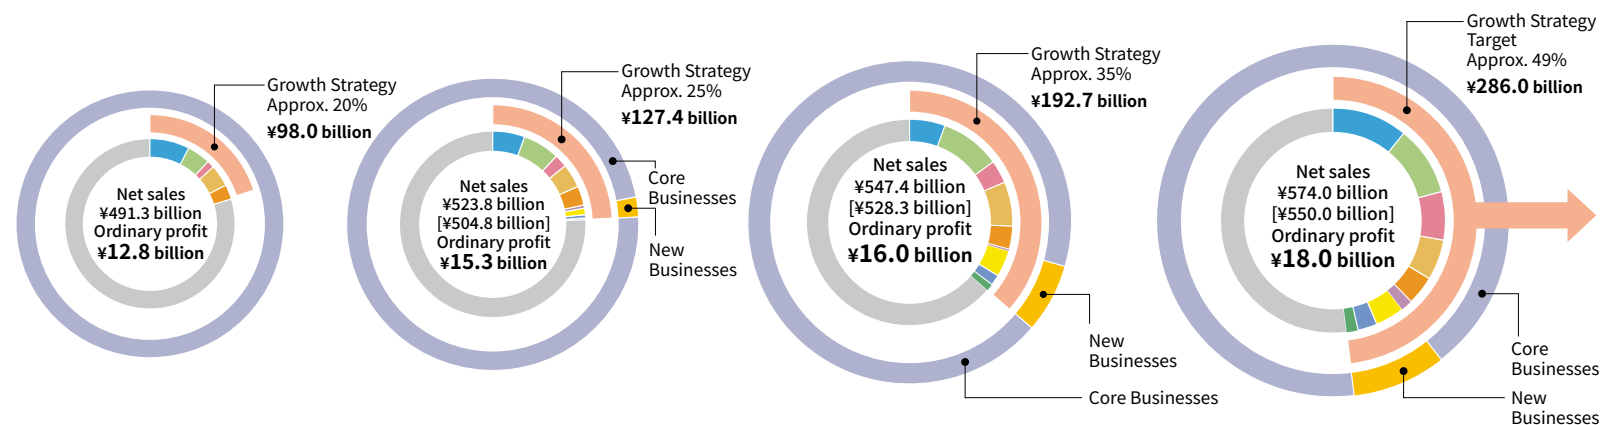 Growth Strategy
Approx. 20%
¥98.0 billion
Net sales
¥491.3 billion
Ordinary profit
¥12.8 billion
Growth Strategy
Approx. 25%
¥127.4 billion
Net sales
¥523.8 billion
[¥504.8 billion]
Ordinary profit
¥15.3 billion
Core
Businesses
New
Businesses
Growth Strategy
Approx. 35%
¥192.7 billion
Net sales
¥547.4 billion
[¥528.3 billion]
Ordinary profit
¥16.0 billion
New
Businesses
Core Businesses
Growth Strategy
Target
Approx. 49%
¥286.0 billion
Net sales
¥574.0 billion
[¥550.0 billion]
Ordinary profit
¥18.0 billion
Core
Businesses
New
Businesses